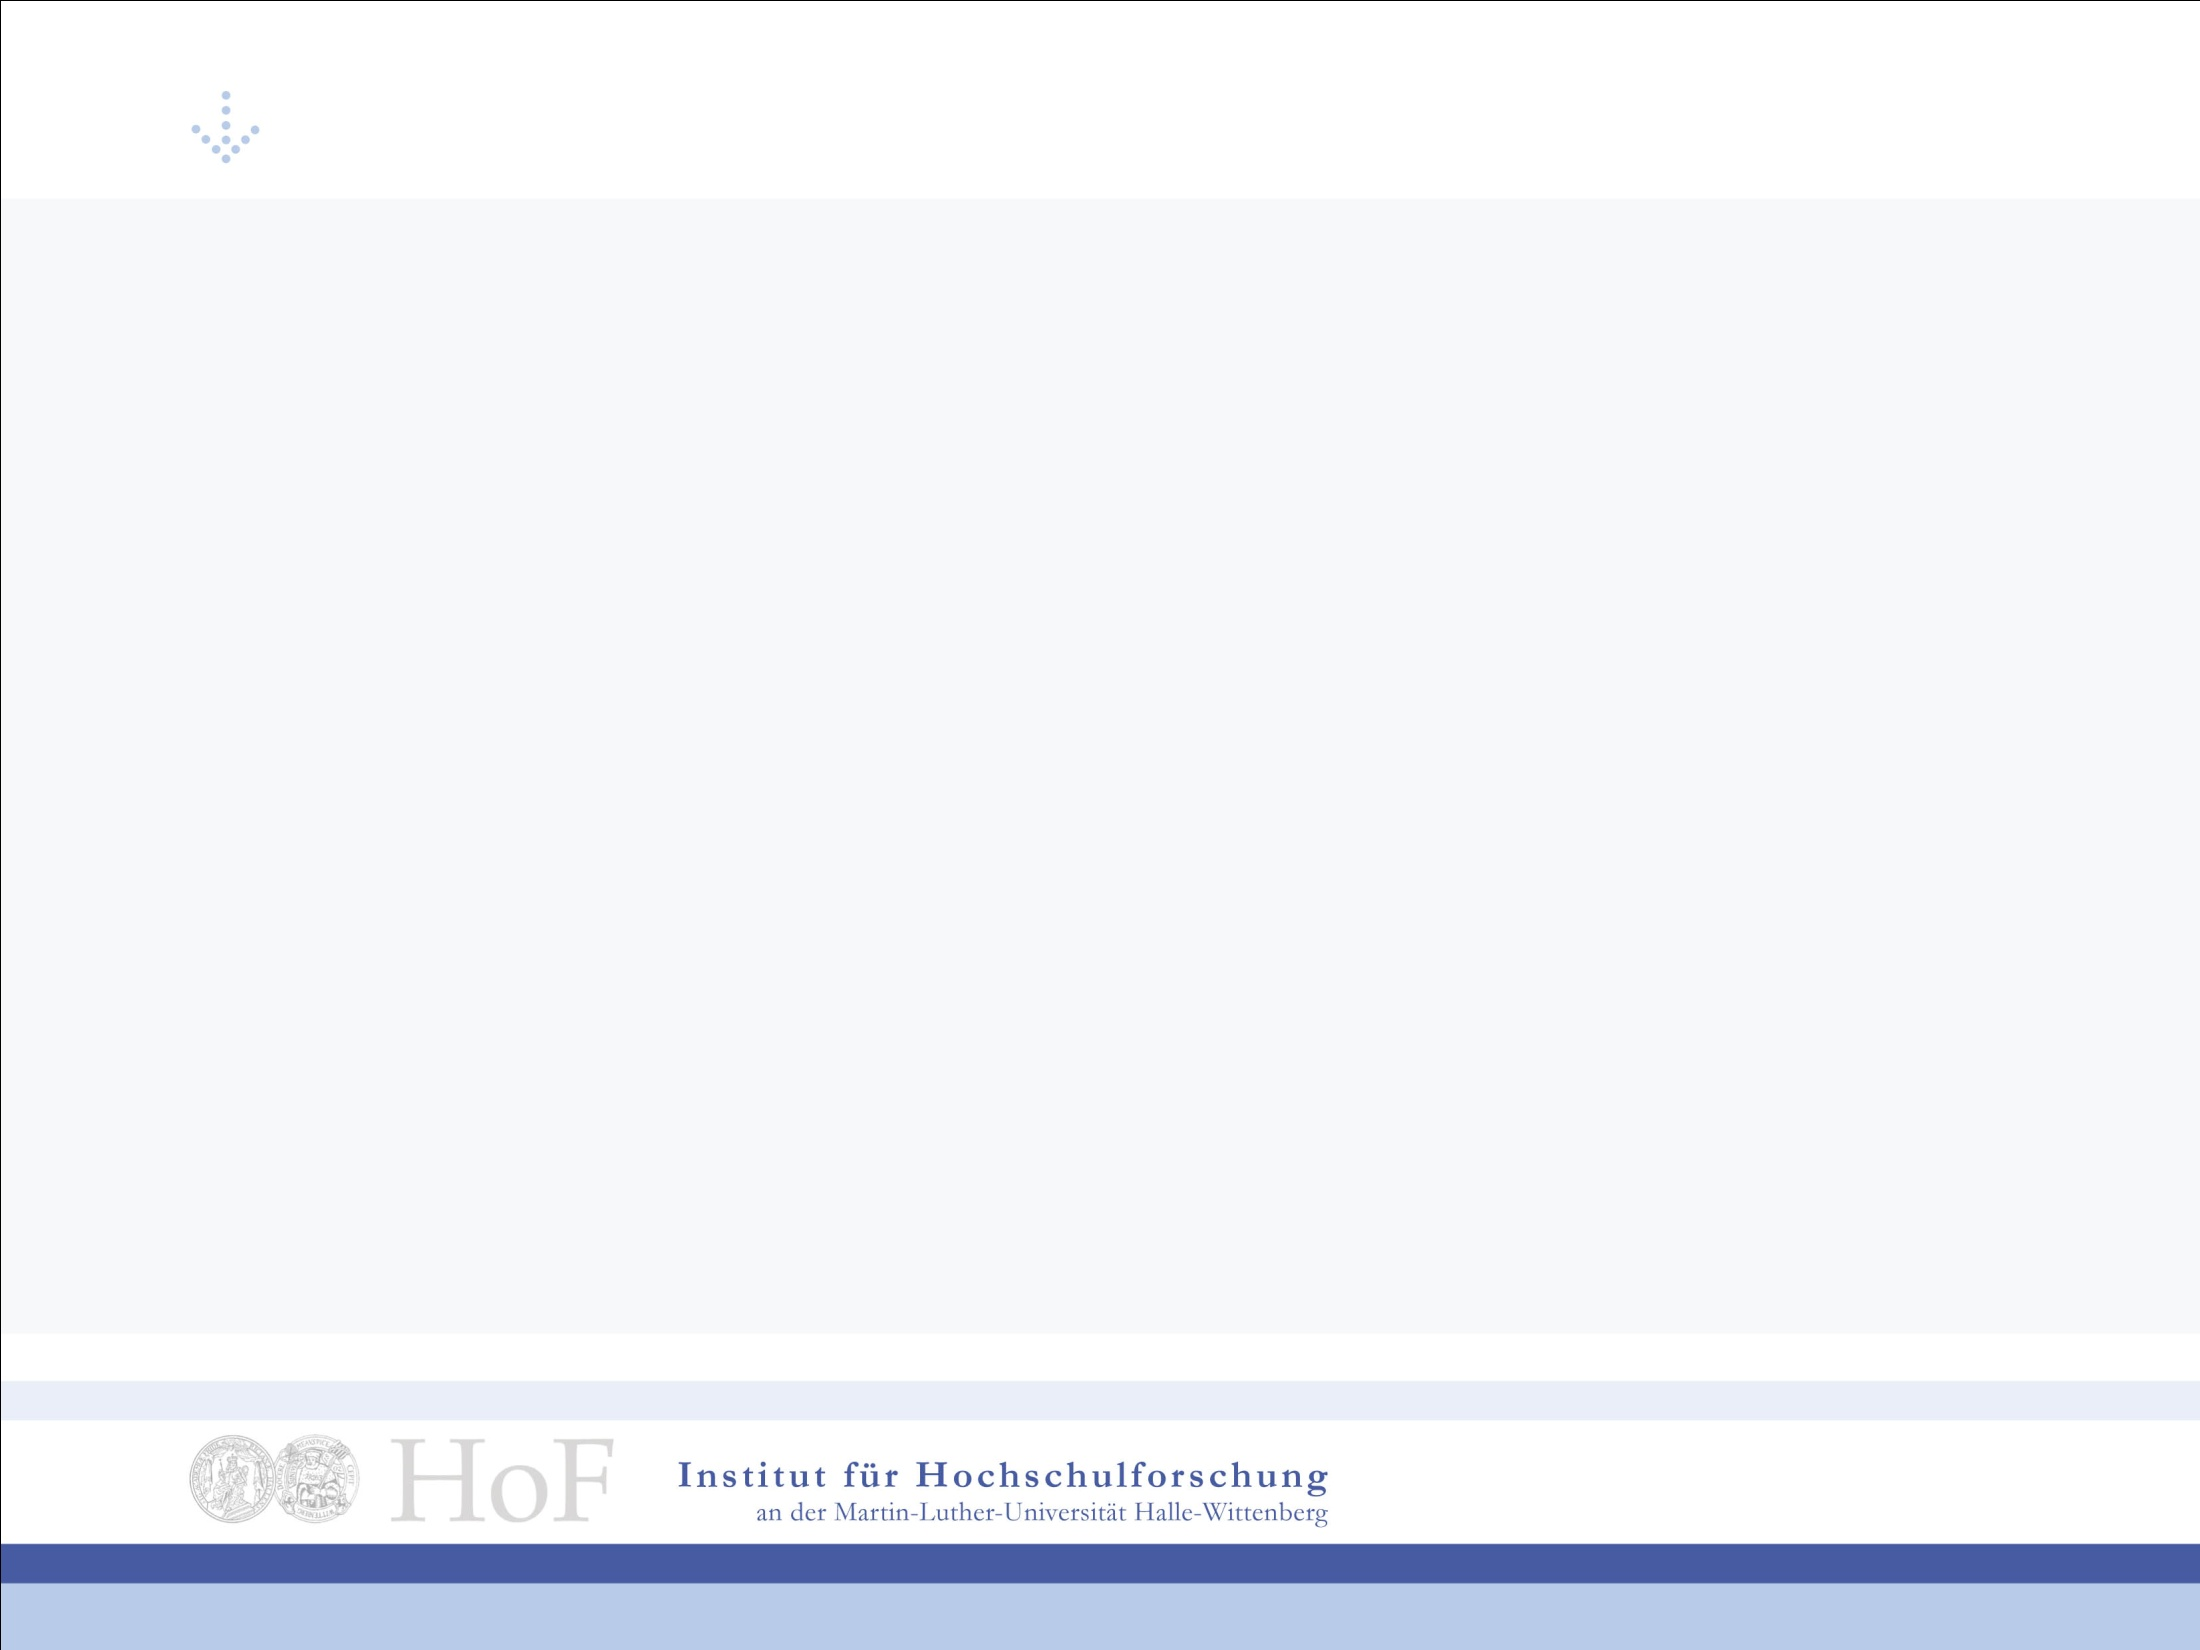 HoF
Institut für Hochschulforschung
an der Martin-Luther-Universität Halle-Wittenberg